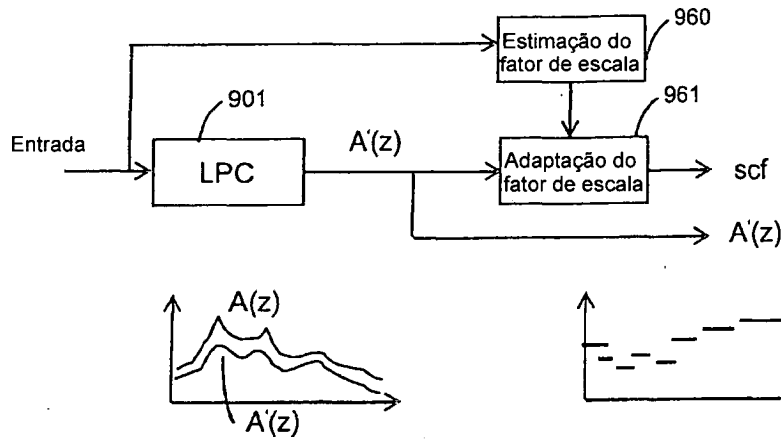 Estimação do
fator de escala
960
961
901
Entrada
LPC
A'(z)
Adaptação do
fator de escala
scf
A'(z)
A(z)
A'(z)